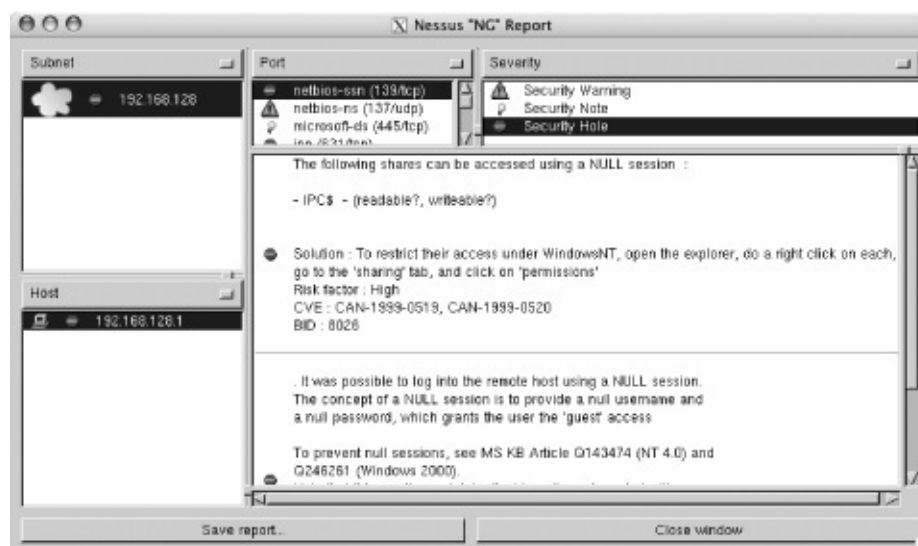 Nessus "NG" Report
Subnet
192.168.128
Port
netbios-ssn (139/tcp)
netbios-ns (137/udp)
microsoft-ds (445/tcp)
Severity
Security Warning
Security Note
Security Hole
Host
192.168.128.1
The following shares can be accessed using a NULL session :
- IPC$ - (readable?, writeable?)
Solution : To restrict their access under WindowsNT, open the explorer, do a right click on each,
go to the 'sharing' tab, and click on 'permissions'
Risk factor : High
CVE : CAN-1999-0519, CAN-1999-0520
BID : 8026
. It was possible to log into the remote host using a NULL session.
The concept of a NULL session is to provide a null username and
a null password, which grants the user the 'guest' access
To prevent null sessions, see MS KB Article Q143474 (NT 4.0) and
Q246261 (Windows 2000).
Save report...
Close window